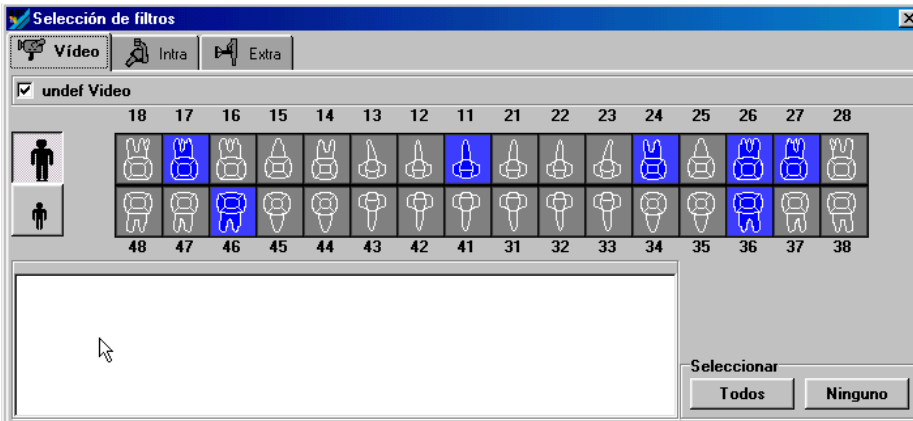 Selección de filtros
Vídeo Intra Extra
undef Video
18 17 16 15 14 13 12 11 21 22 23 24 25 26 27 28
48 47 46 45 44 43 42 41 31 32 33 34 35 36 37 38
Seleccionar
Todos Ninguno